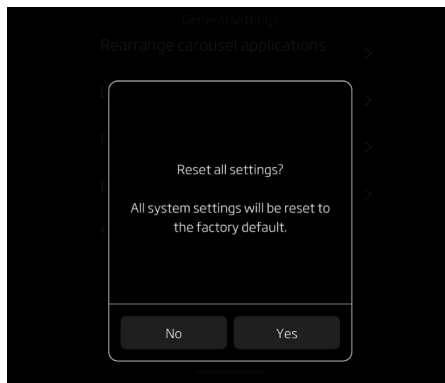 General settings
Rearrange carousel applications
Reset all settings?
All system settings will be reset to
the factory default.
No
Yes